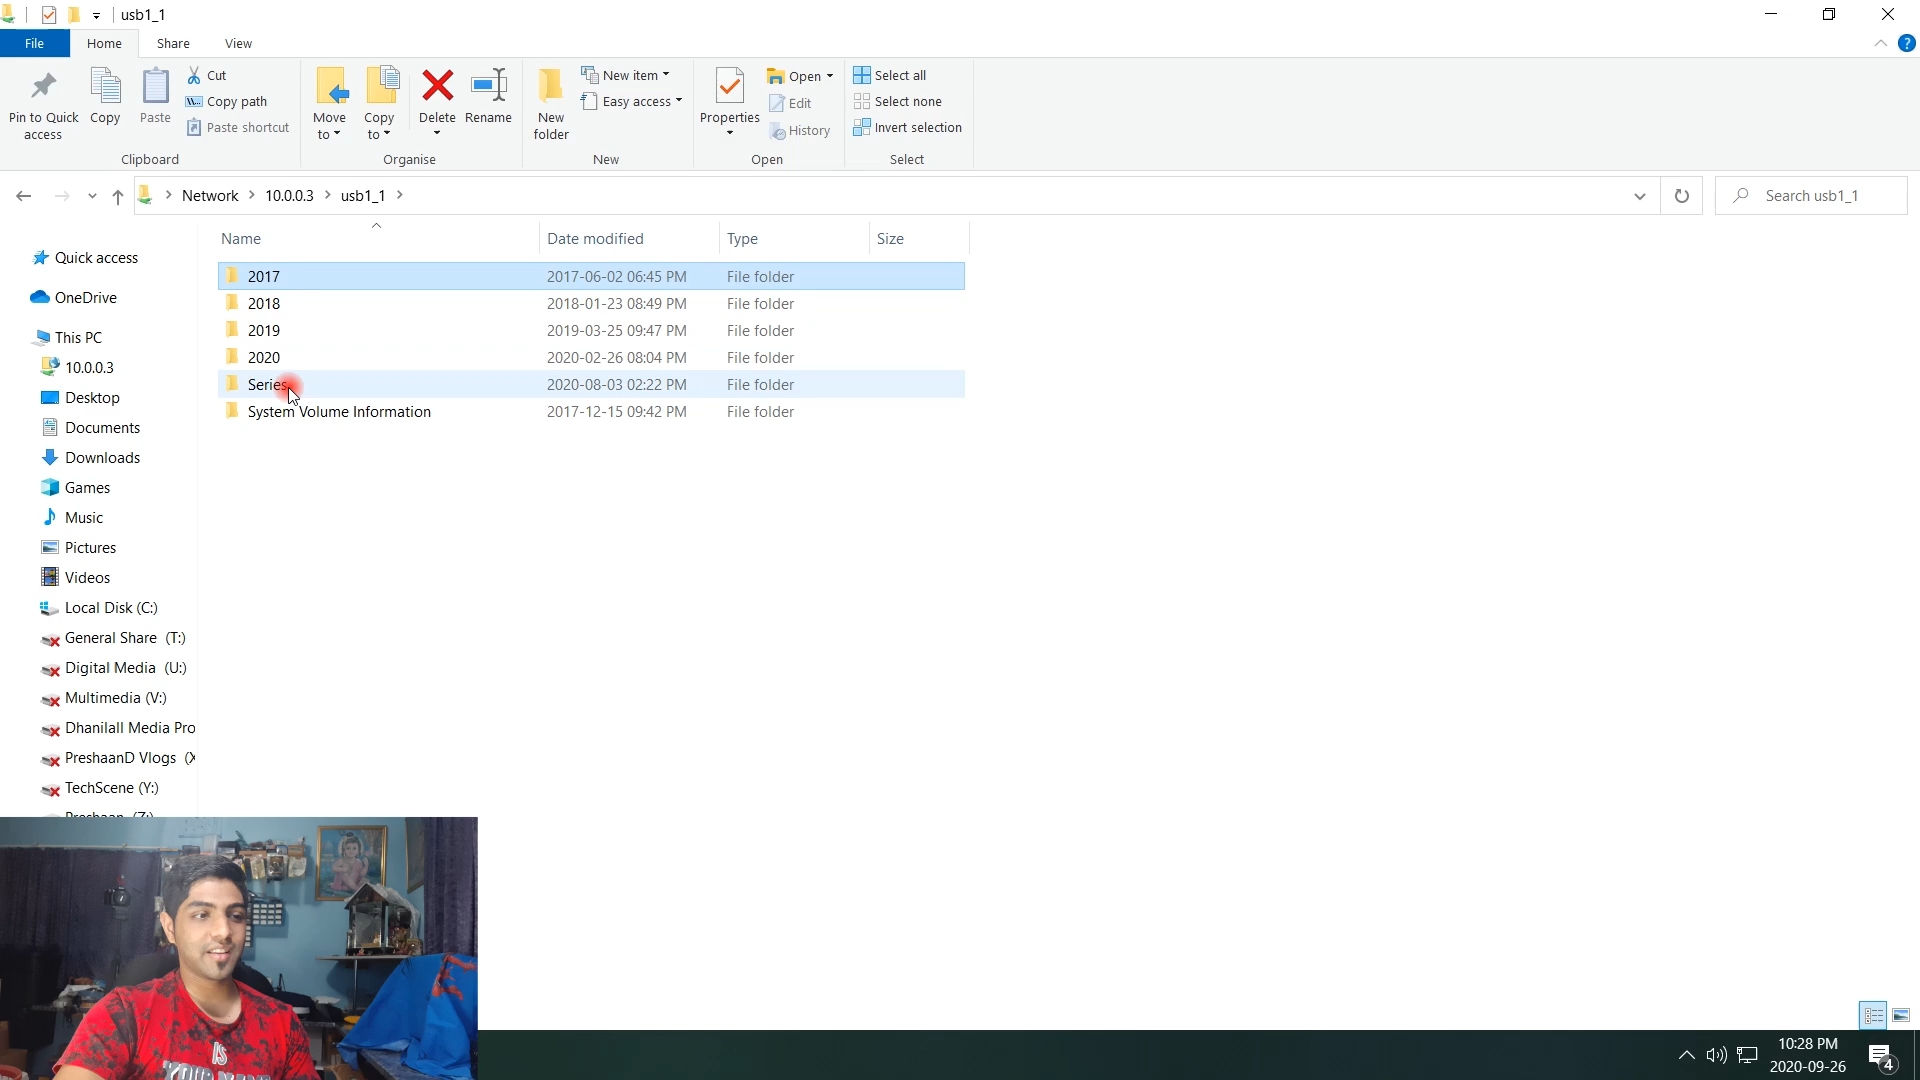 usb1_1
File
Home
Share
View
Pin to Quick access
Copy
Paste
Cut
Copy path
Paste shortcut
Clipboard
Move to
Copy to
Delete
Rename
Organise
New folder
New item
Easy access
New
Properties
Open
Edit
History
Open
Select all
Select none
Invert selection
Select
Network
10.0.0.3
usb1_1
Search usb1_1
Name
Date modified
Type
Size
2017 2017-06-02 06:45 PM File folder
2018 2018-01-23 08:49 PM File folder
2019 2019-03-25 09:47 PM File folder
2020 2020-02-26 08:04 PM File folder
Series 2020-08-03 02:22 PM File folder
System Volume Information 2017-12-15 09:42 PM File folder
Quick access
OneDrive
This PC
10.0.0.3
Desktop
Documents
Downloads
Games
Music
Pictures
Videos
Local Disk (C:)
General Share (T:)
Digital Media (U:)
Multimedia (V:)
Dhanilall Media Pro
PreshaanD Vlogs (X
TechScene (Y:)
IS
10:28 PM
2020-09-26
4